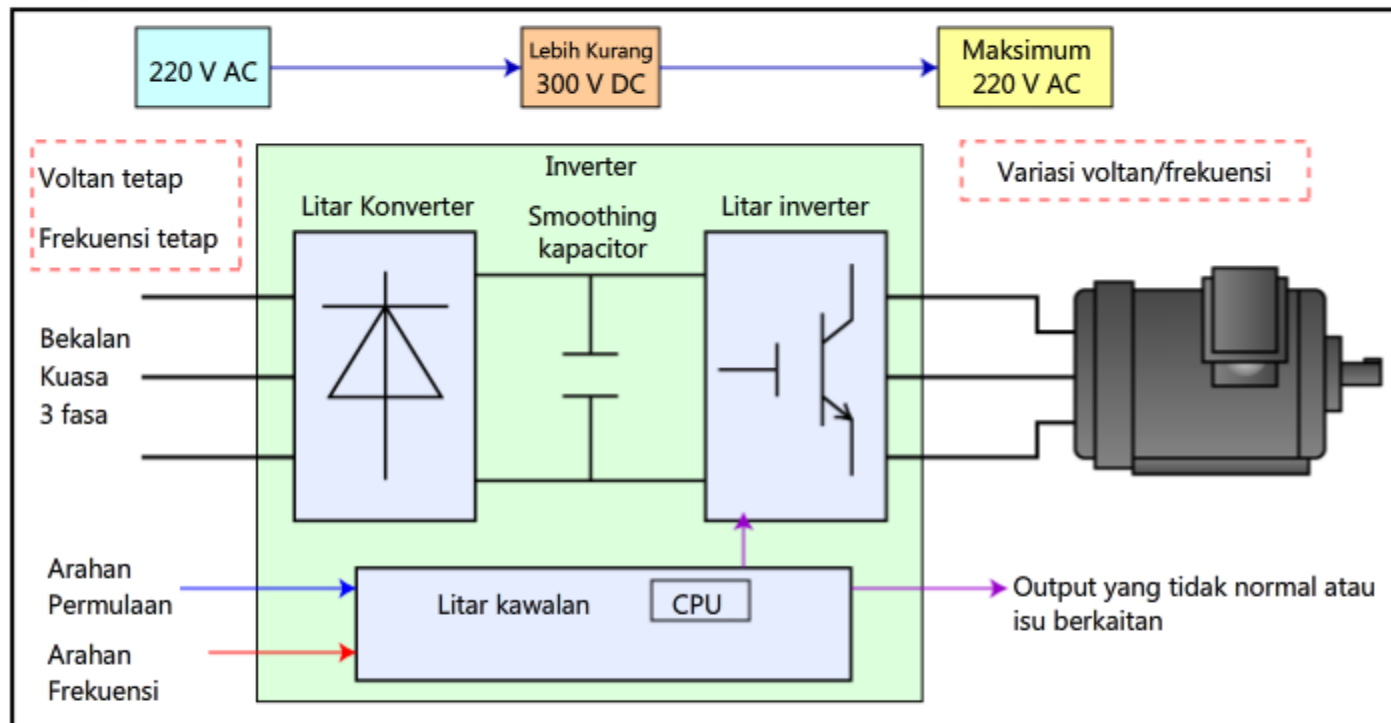 220 V AC
Lebih Kurang
300 V DC
Maksimum
220 V AC
Voltan tetap
Frekuensi tetap
Inverter
Variasi voltan/frekuensi
Litar Konverter
Smoothing
kapacitor
Litar inverter
Bekalan
Kuasa
3 fasa
Arahan
Permulaan
Arahan
Frekuensi
Litar kawalan
CPU
Output yang tidak normal atau
isu berkaitan